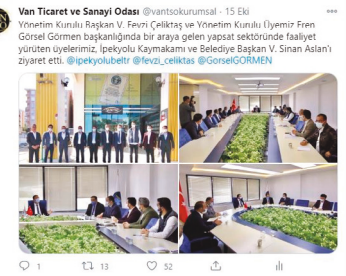 Van Ticaret ve Sanayi Odası @vantsokurumsal · 15 Eki
Yönetim Kurulu Başkan V. Fevzi Çeliktaş ve Yönetim Kurulu Üyemiz Eren
Görsel Görmen başkanlığında bir araya gelen yapsat sektöründe faaliyet
yürüten üyelerimiz, İpekyolu Kaymakamı ve Belediye Başkan V. Sinan Aslan'ı
ziyaret etti. @ipekyolubeltr @fevzi_celiktas @GorselGORMEN
1 13 52